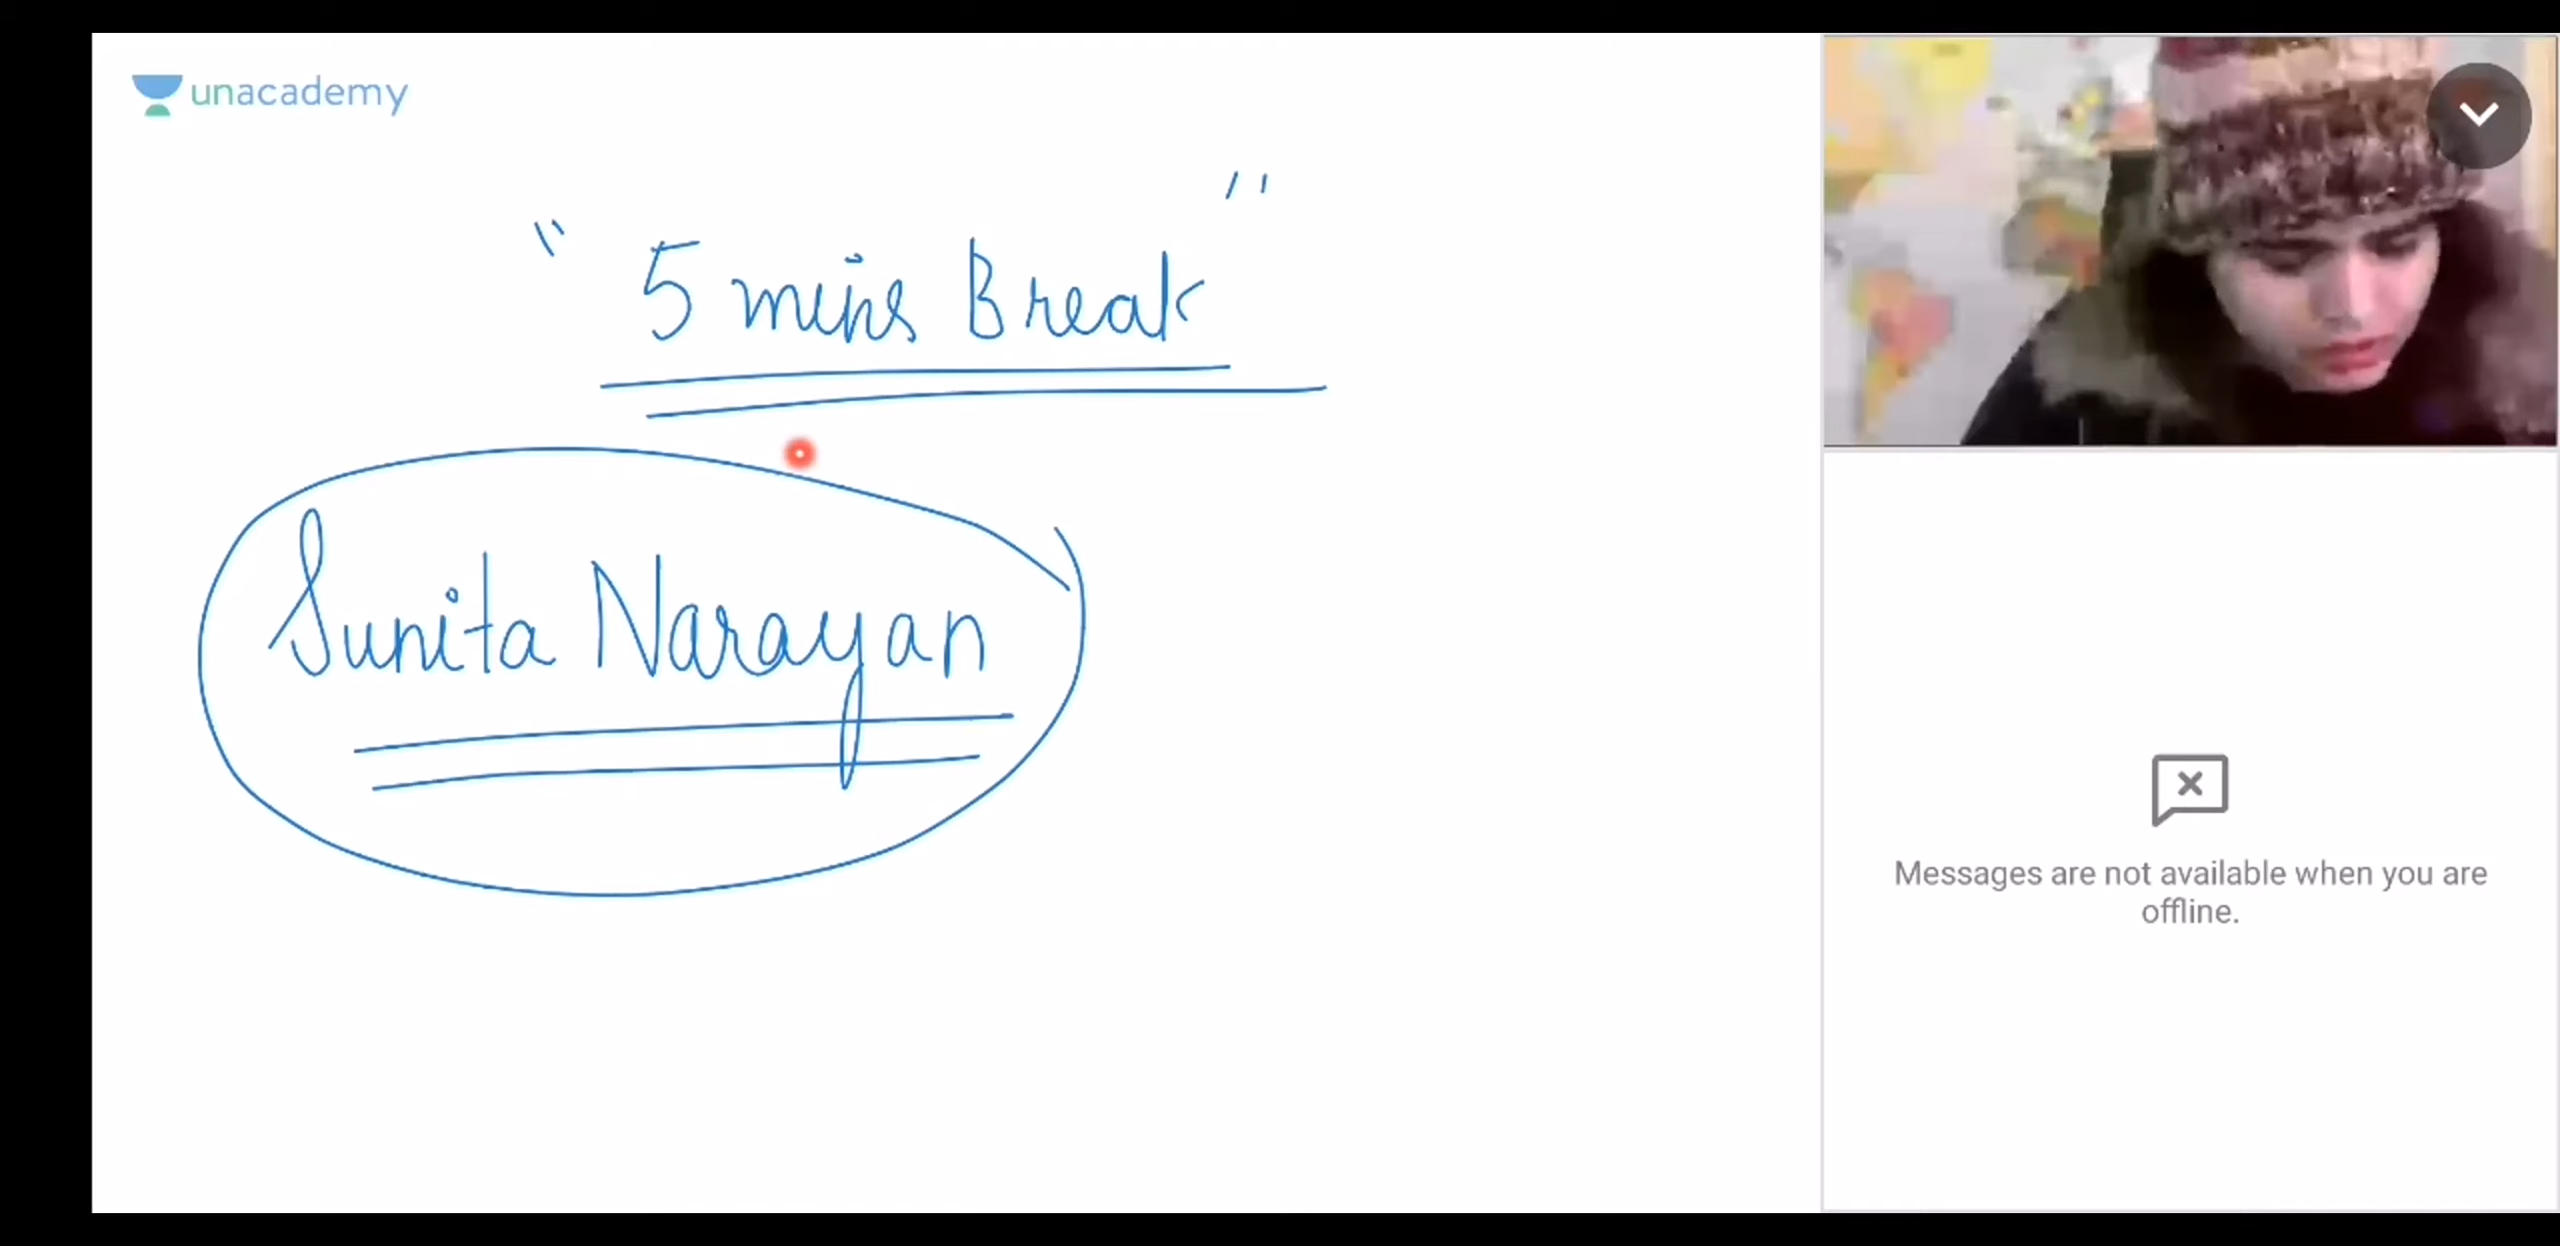 unacademy
" 5 mins Break "
Sunita Narayan
Messages are not available when you are
offline.